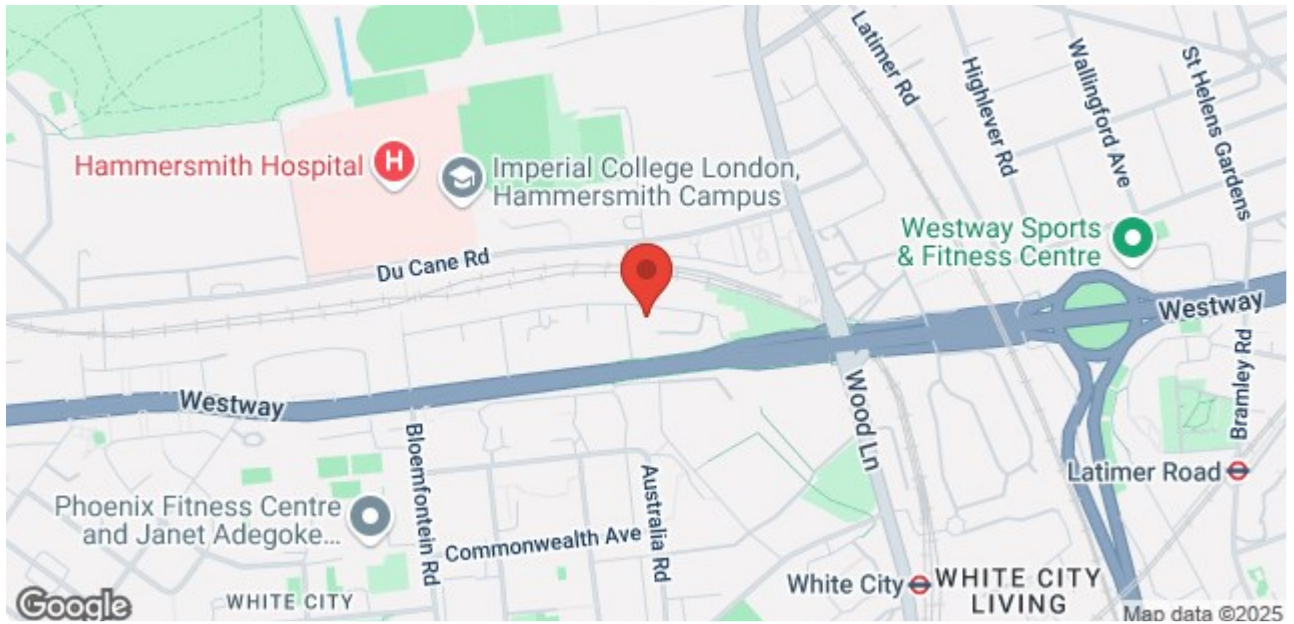 Latimer Rd
Highlever Rd
Wallingford Ave
St Helens Gardens
Hammersmith Hospital
H
Imperial College London,
Hammersmith Campus
Westway Sports
& Fitness Centre
Du Cane Rd
Westway
Westway
Bramley Rd
Wood Ln
Bloemfontein Rd
Australia Rd
Latimer Road
Phoenix Fitness Centre
and Janet Adegoke...
Commonwealth Ave
White City
WHITE CITY
LIVING
WHITE CITY
Google
Map data ©2025